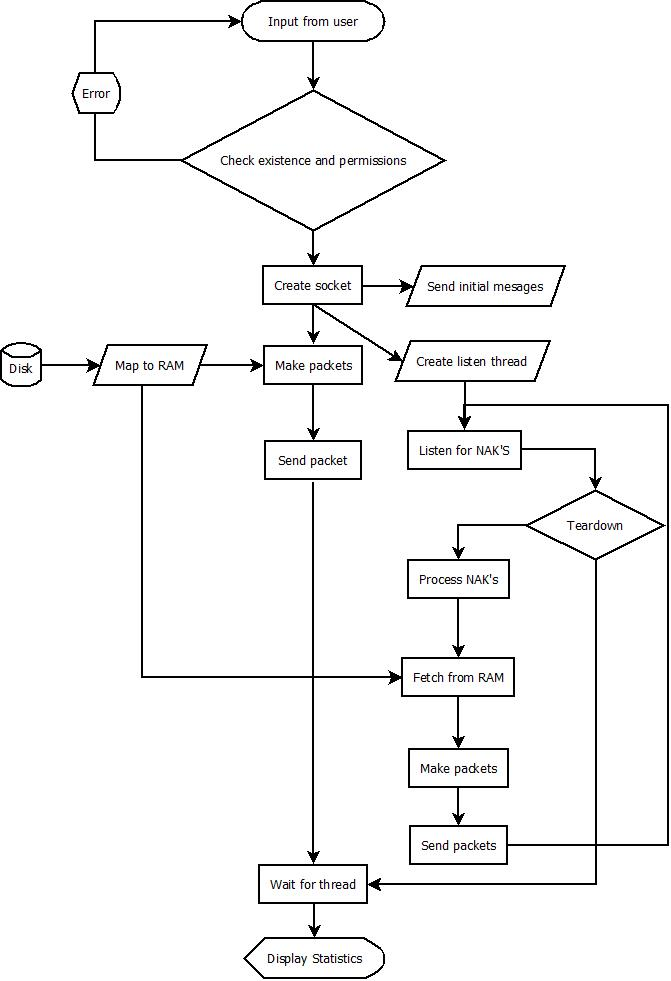 Input from user
Error
Check existence and permissions
Create socket
Send initial mesages
Disk
Map to RAM
Make packets
Create listen thread
Send packet
Listen for NAK'S
Teardown
Process NAK's
Fetch from RAM
Make packets
Send packets
Wait for thread
Display Statistics